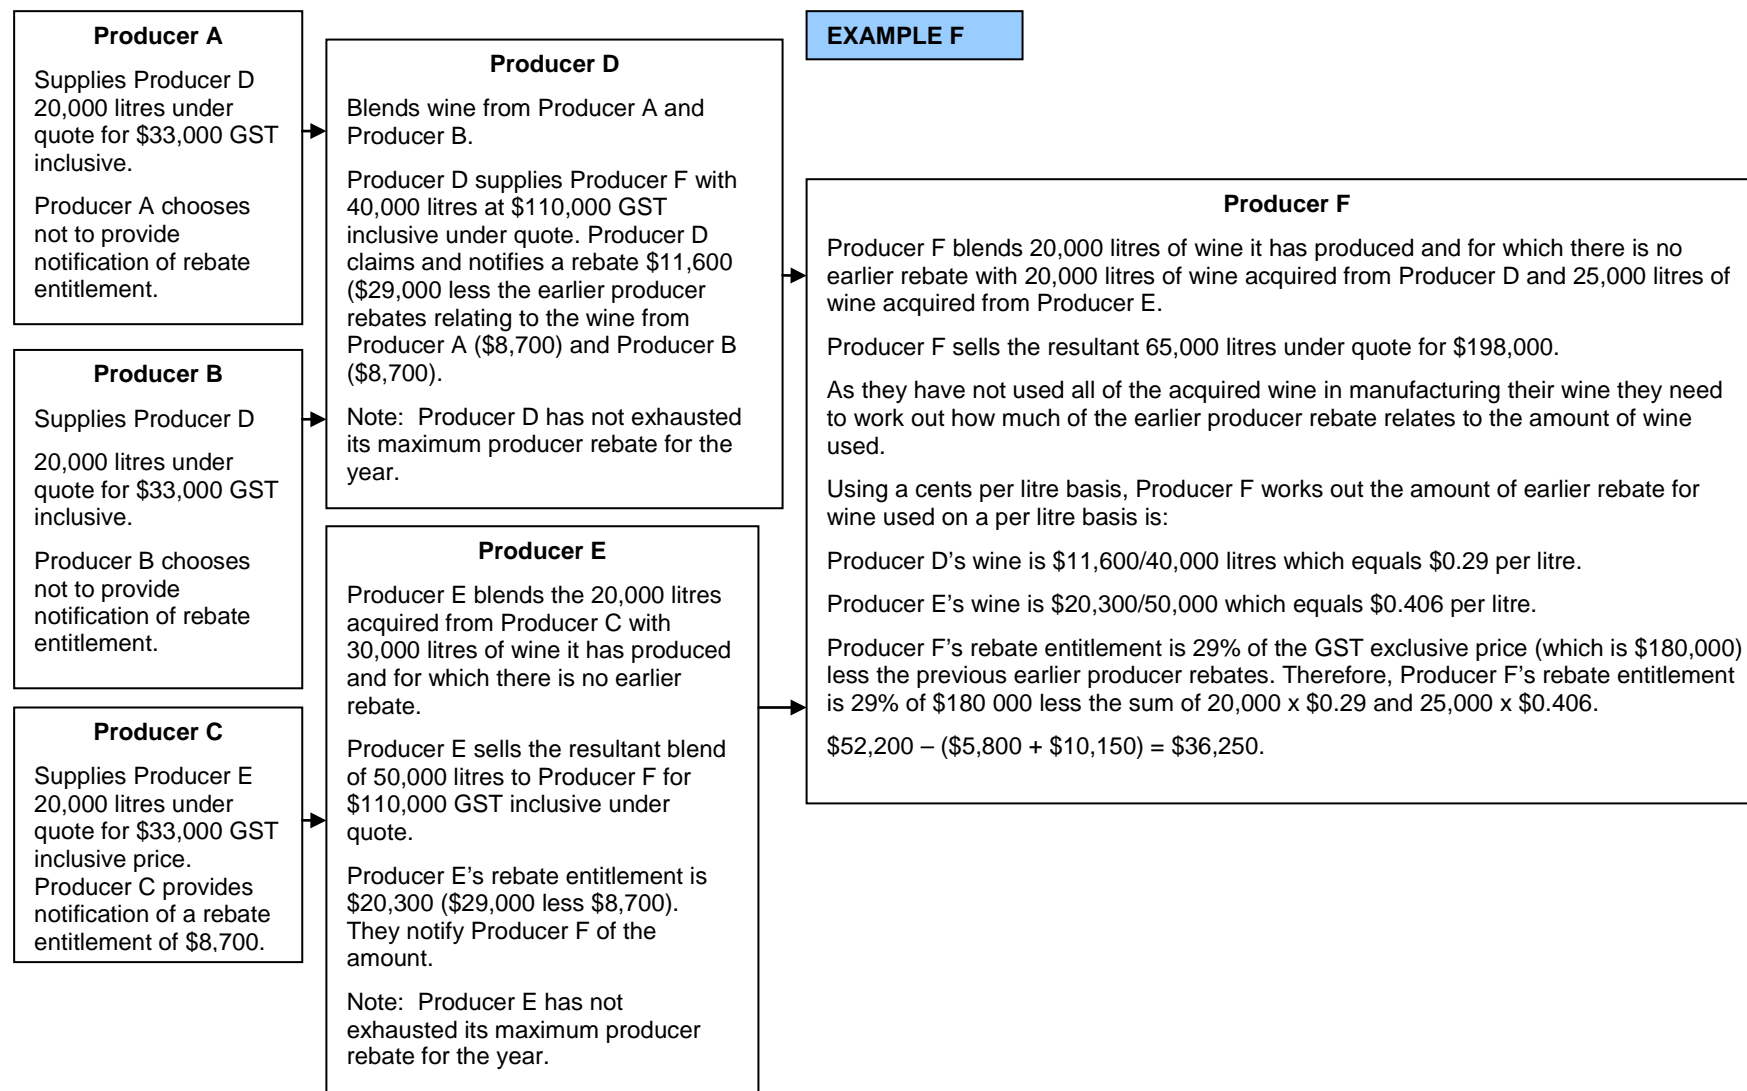 Producer A
Supplies Producer D
20,000 litres under
quote for $33,000 GST
inclusive.
Producer A chooses
not to provide
notification of rebate
entitlement.
Producer B
Supplies Producer D
20,000 litres under
quote for $33,000 GST
inclusive.
Producer B chooses
not to provide
notification of rebate
entitlement.
Producer C
Supplies Producer E
20,000 litres under
quote for $33,000 GST
inclusive price.
Producer C provides
notification of a rebate
entitlement of $8,700.
Producer D
Blends wine from Producer A and
Producer B.
Producer D supplies Producer F with
40,000 litres at $110,000 GST
inclusive under quote. Producer D
claims and notifies a rebate $11,600
($29,000 less the earlier producer
rebates relating to the wine from
Producer A ($8,700) and Producer B
($8,700).
Note:  Producer D has not exhausted
its maximum producer rebate for the
year.
Producer E
Producer E blends the 20,000 litres
acquired from Producer C with
30,000 litres of wine it has produced
and for which there is no earlier
rebate.
Producer E sells the resultant blend
of 50,000 litres to Producer F for
$110,000 GST inclusive under
quote.
Producer E’s rebate entitlement is
$20,300 ($29,000 less $8,700).
They notify Producer F of the
amount.
Note:  Producer E has not
exhausted its maximum producer
rebate for the year.
EXAMPLE F
Producer F
Producer F blends 20,000 litres of wine it has produced and for which there is no
earlier rebate with 20,000 litres of wine acquired from Producer D and 25,000 litres of
wine acquired from Producer E.
Producer F sells the resultant 65,000 litres under quote for $198,000.
As they have not used all of the acquired wine in manufacturing their wine they need
to work out how much of the earlier producer rebate relates to the amount of wine
used.
Using a cents per litre basis, Producer F works out the amount of earlier rebate for
wine used on a per litre basis is:
Producer D’s wine is $11,600/40,000 litres which equals $0.29 per litre.
Producer E’s wine is $20,300/50,000 which equals $0.406 per litre.
Producer F’s rebate entitlement is 29% of the GST exclusive price (which is $180,000)
less the previous earlier producer rebates. Therefore, Producer F’s rebate entitlement
is 29% of $180 000 less the sum of 20,000 x $0.29 and 25,000 x $0.406.
$52,200 – ($5,800 + $10,150) = $36,250.